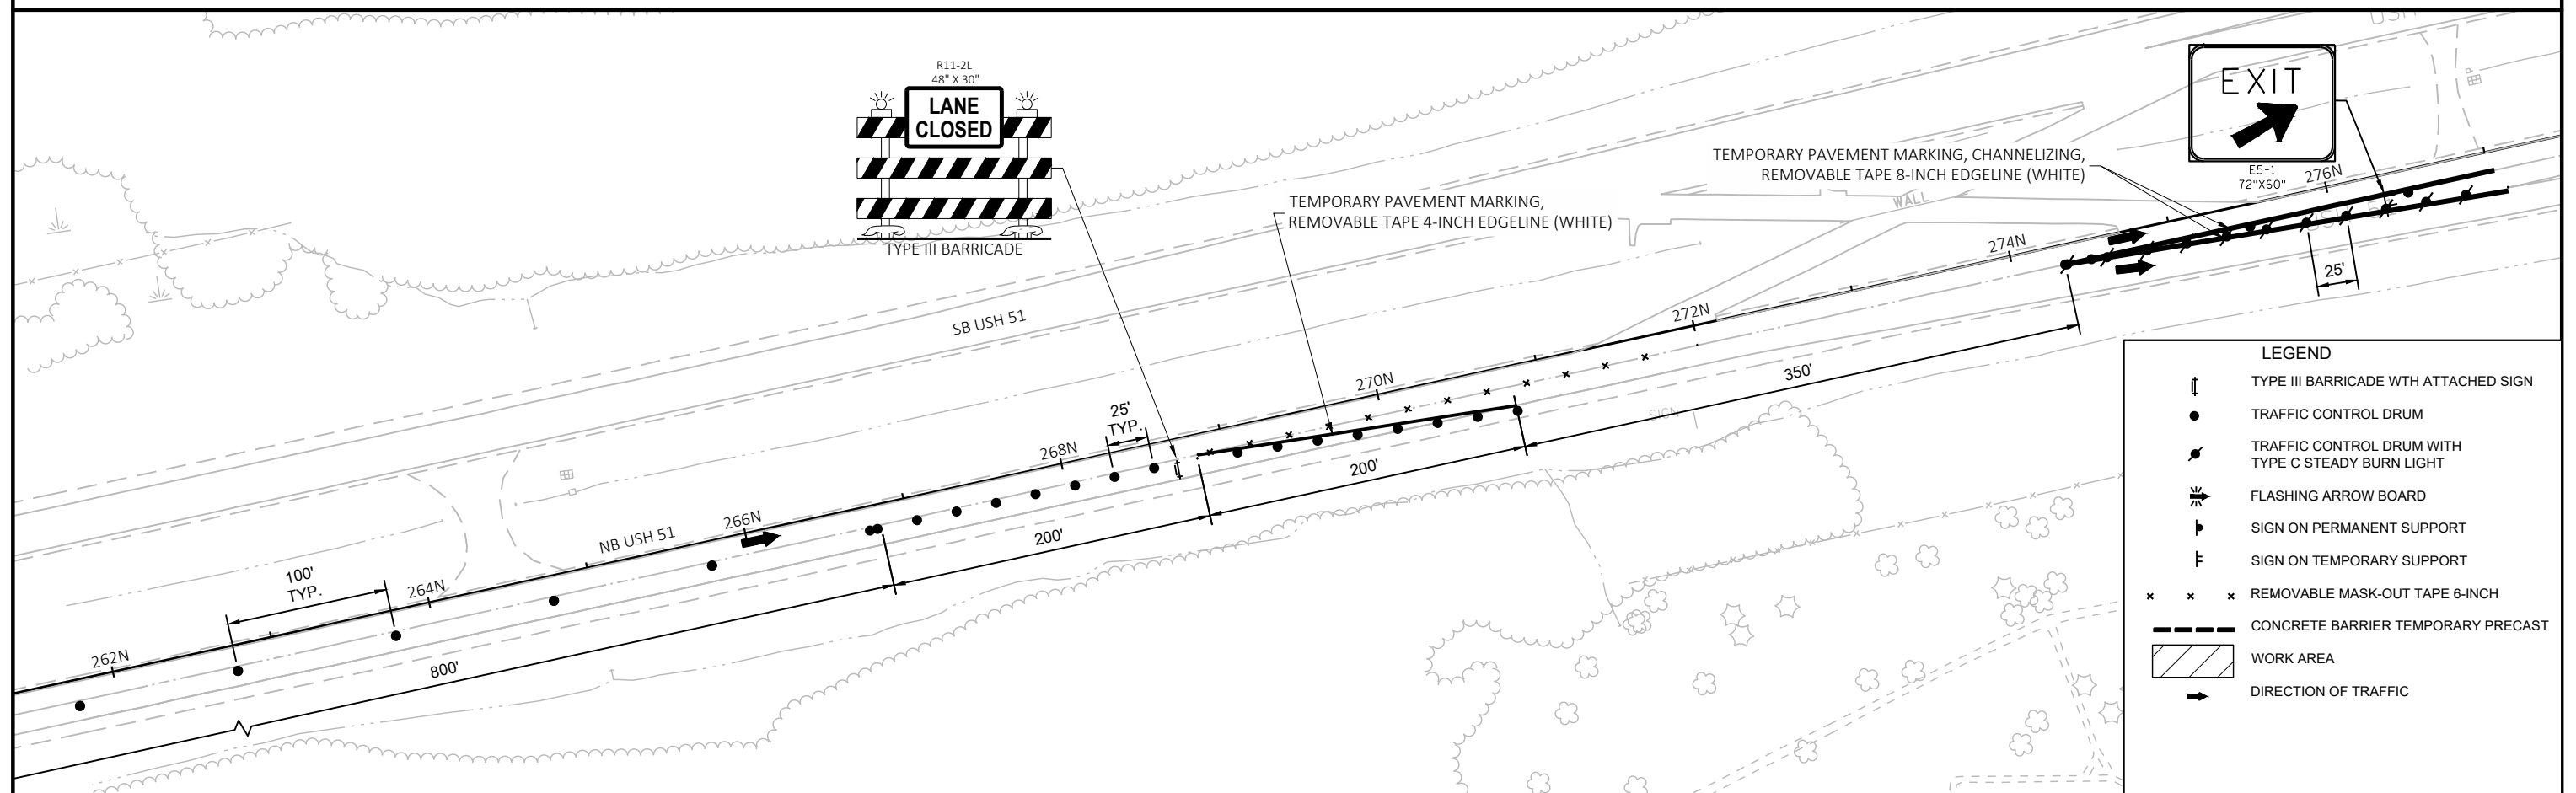 R11-2L
48" X 30"
LANE
CLOSED
TYPE III BARRICADE
TEMPORARY PAVEMENT MARKING,
REMOVABLE TAPE 4-INCH EDGELINE (WHITE)
TEMPORARY PAVEMENT MARKING, CHANNELIZING,
REMOVABLE TAPE 8-INCH EDGELINE (WHITE)
EXIT
E5-1
72"X60"
WALL
SIGN
SB USH 51
NB USH 51
262N
264N
266N
268N
270N
272N
274N
276N
100'
TYP.
25'
TYP.
25'
800'
200'
200'
350'
LEGEND
TYPE III BARRICADE WTH ATTACHED SIGN
TRAFFIC CONTROL DRUM
TRAFFIC CONTROL DRUM WITH
TYPE C STEADY BURN LIGHT
FLASHING ARROW BOARD
SIGN ON PERMANENT SUPPORT
SIGN ON TEMPORARY SUPPORT
REMOVABLE MASK-OUT TAPE 6-INCH
CONCRETE BARRIER TEMPORARY PRECAST
WORK AREA
DIRECTION OF TRAFFIC